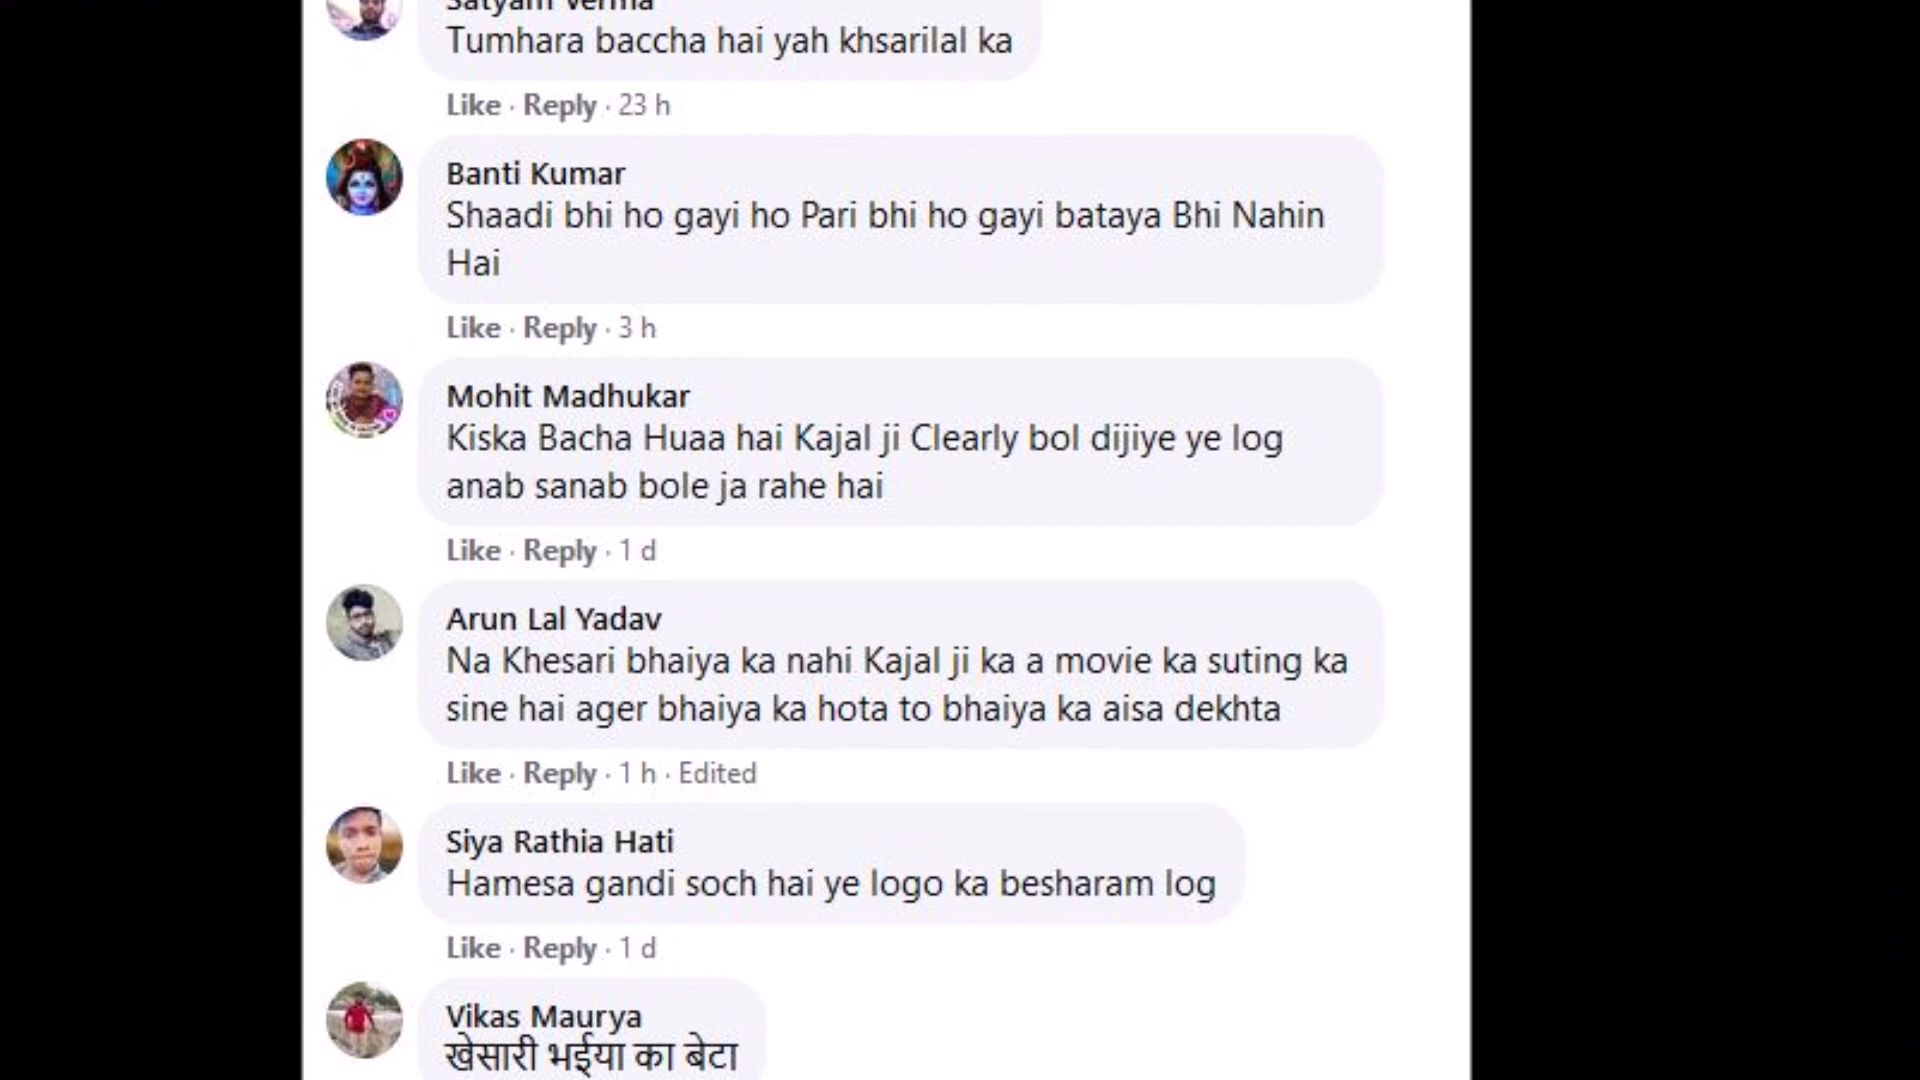 Satyam Verma
Tumhara baccha hai yah khsarilal ka
Like · Reply · 23 h
Banti Kumar
Shaadi bhi ho gayi ho Pari bhi ho gayi bataya Bhi Nahin
Hai
Like · Reply · 3 h
Mohit Madhukar
Kiska Bacha Huaa hai Kajal ji Clearly bol dijiye ye log
anab sanab bole ja rahe hai
Like · Reply · 1 d
Arun Lal Yadav
Na Khesari bhaiya ka nahi Kajal ji ka a movie ka suting ka
sine hai ager bhaiya ka hota to bhaiya ka aisa dekhta
Like · Reply · 1 h · Edited
Siya Rathia Hati
Hamesa gandi soch hai ye logo ka besharam log
Like · Reply · 1 d
Vikas Maurya
खेसारी भईया का बेटा